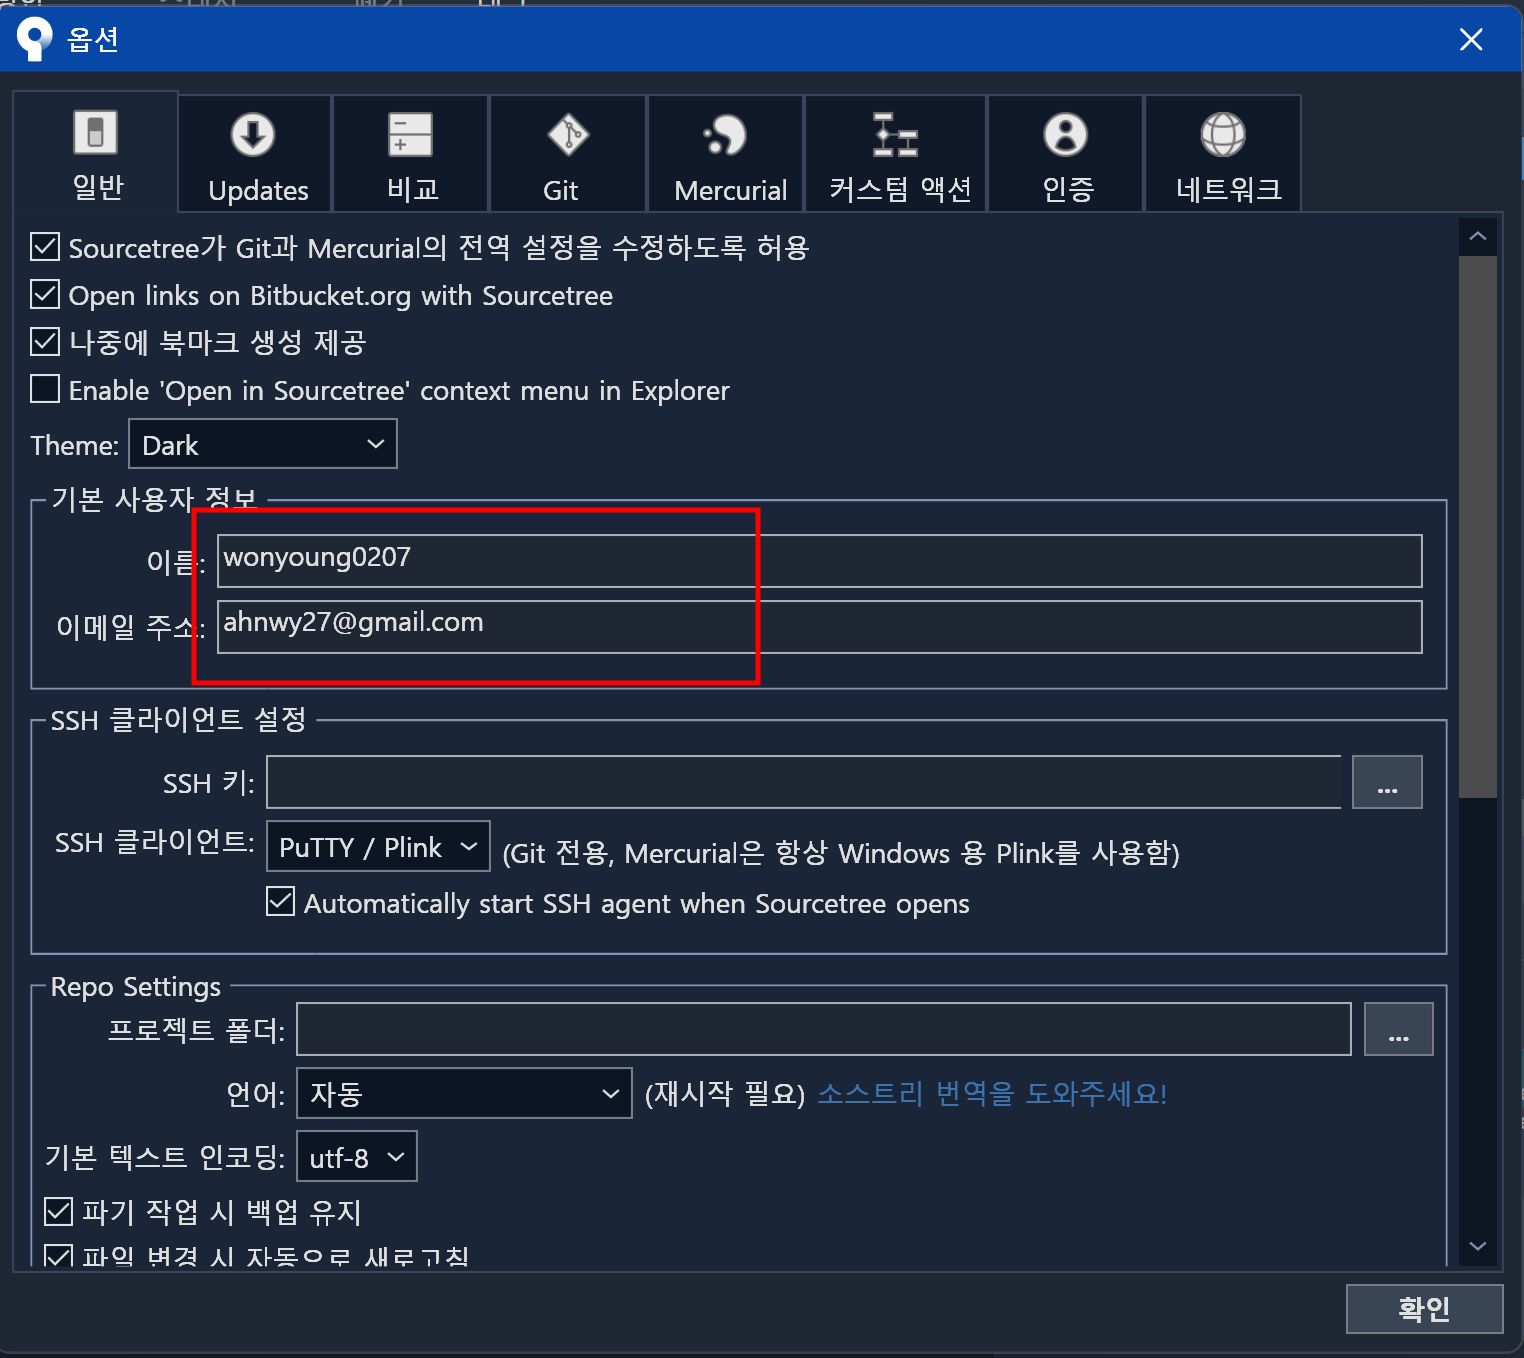 옵션
일반
Updates
비교
Git
Mercurial
커스텀 액션
인증
네트워크
Sourcetree가 Git과 Mercurial의 전역 설정을 수정하도록 허용
Open links on Bitbucket.org with Sourcetree
나중에 북마크 생성 제공
Enable 'Open in Sourcetree' context menu in Explorer
Theme: Dark
기본 사용자 정보
이름: wonyoung0207
이메일 주소: ahnwy27@gmail.com
SSH 클라이언트 설정
SSH 키: ...
SSH 클라이언트: PuTTY / Plink (Git 전용, Mercurial은 항상 Windows 용 Plink를 사용함)
Automatically start SSH agent when Sourcetree opens
Repo Settings
프로젝트 폴더: ...
언어: 자동 (재시작 필요) 소스트리 번역을 도와주세요!
기본 텍스트 인코딩: utf-8
파기 작업 시 백업 유지
파일 변경 시 자동으로 새로고침
확인